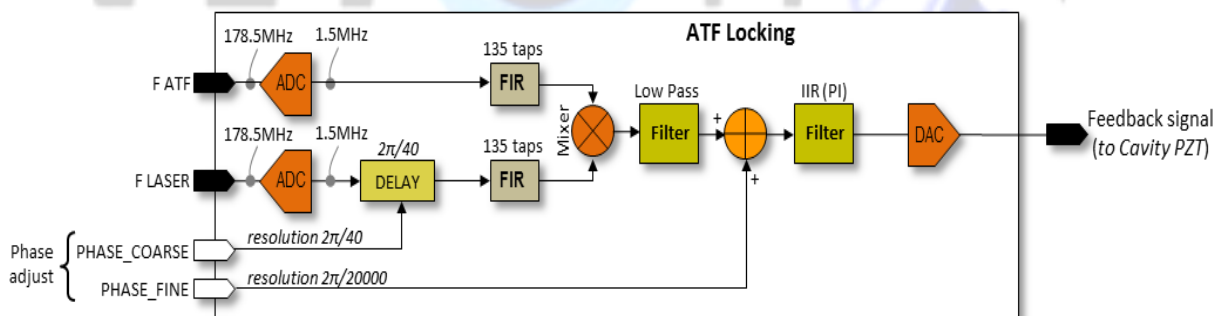 ATF Locking
178.5MHz
1.5MHz
135 taps
F ATF
ADC
FIR
Low Pass
IIR (PI)
Mixer
+
Filter
Filter
DAC
Feedback signal
(to Cavity PZT)
178.5MHz
1.5MHz
2π/40
135 taps
F LASER
ADC
DELAY
FIR
+
Phase
adjust
PHASE_COARSE
resolution 2π/40
PHASE_FINE
resolution 2π/20000